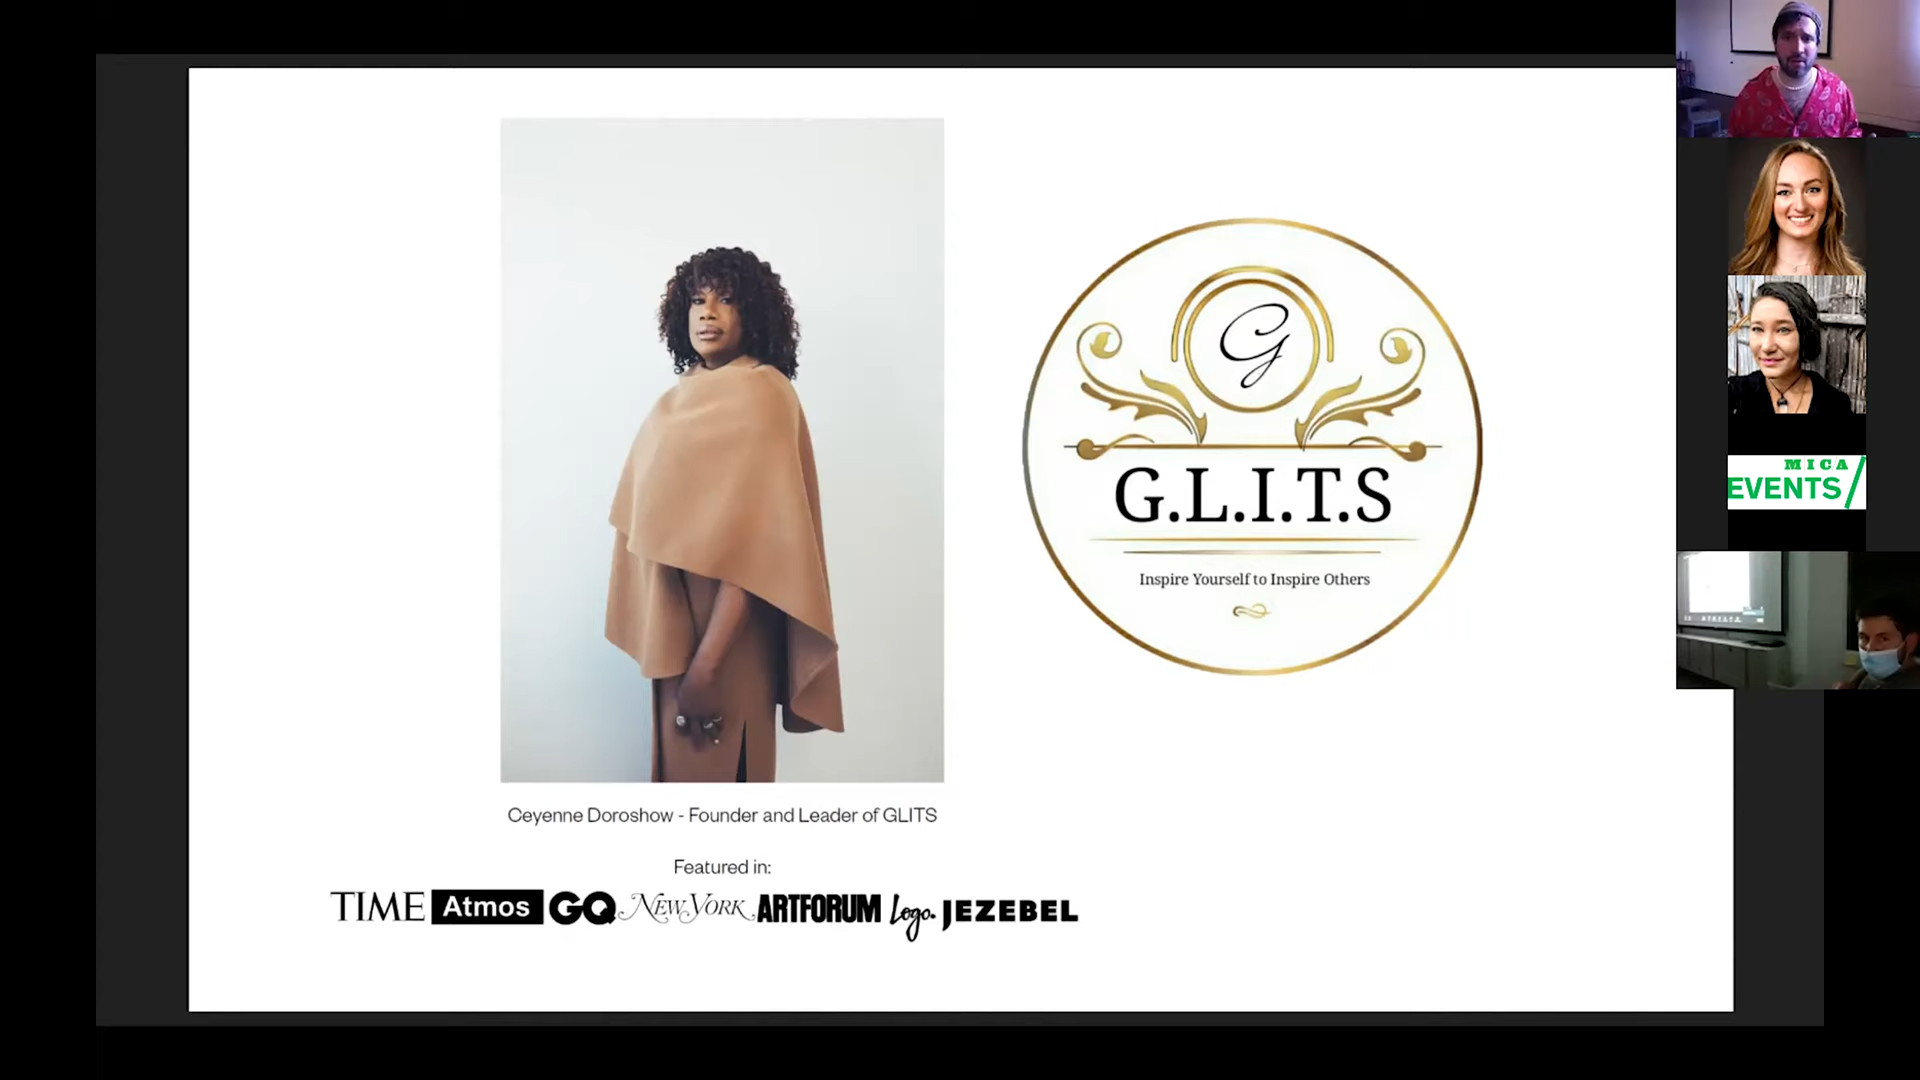 G
G.L.I.T.S
Inspire Yourself to Inspire Others
Ceyenne Doroshow - Founder and Leader of GLITS
Featured in:
TIME Atmos GQ NEW YORK ARTFORUM Logo. JEZEBEL
MICA
EVENTS/